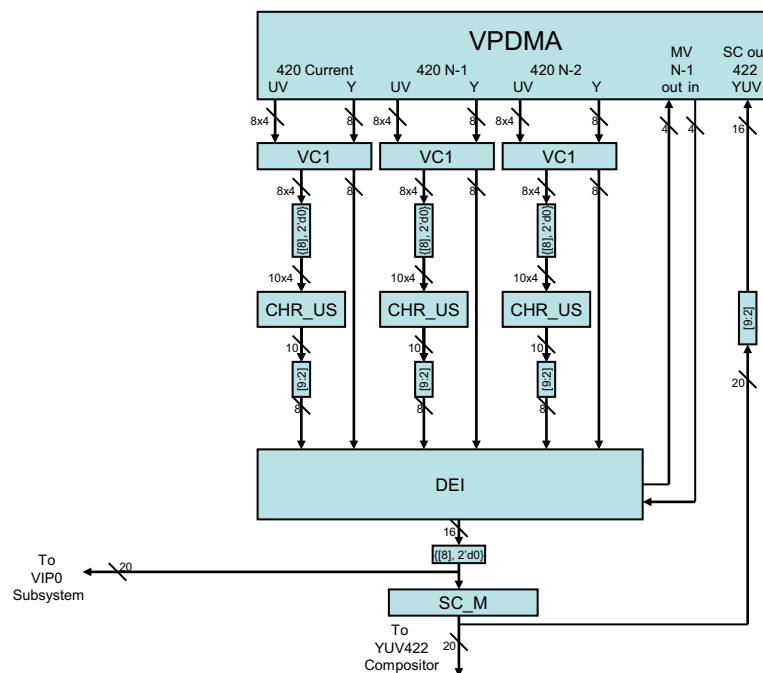 VPDMA
420 Current
420 N-1
420 N-2
MV
N-1
out in
SC ou
422
YUV
UV Y UV Y UV Y
8x4 8 8x4 8 8x4 8 4 4 16
VC1 VC1 VC1
8x4 8 8x4 8 8x4 8
{[8], 2'd0} {[8], 2'd0} {[8], 2'd0}
10x4 10x4 10x4
CHR_US CHR_US CHR_US
[9:2]
10 10 10
[9:2] [9:2] [9:2]
20
8 8 8
DEI
16
{[8], 2'd0}
To
VIP0
Subsystem
20
SC_M
To
YUV422
Compositor
20